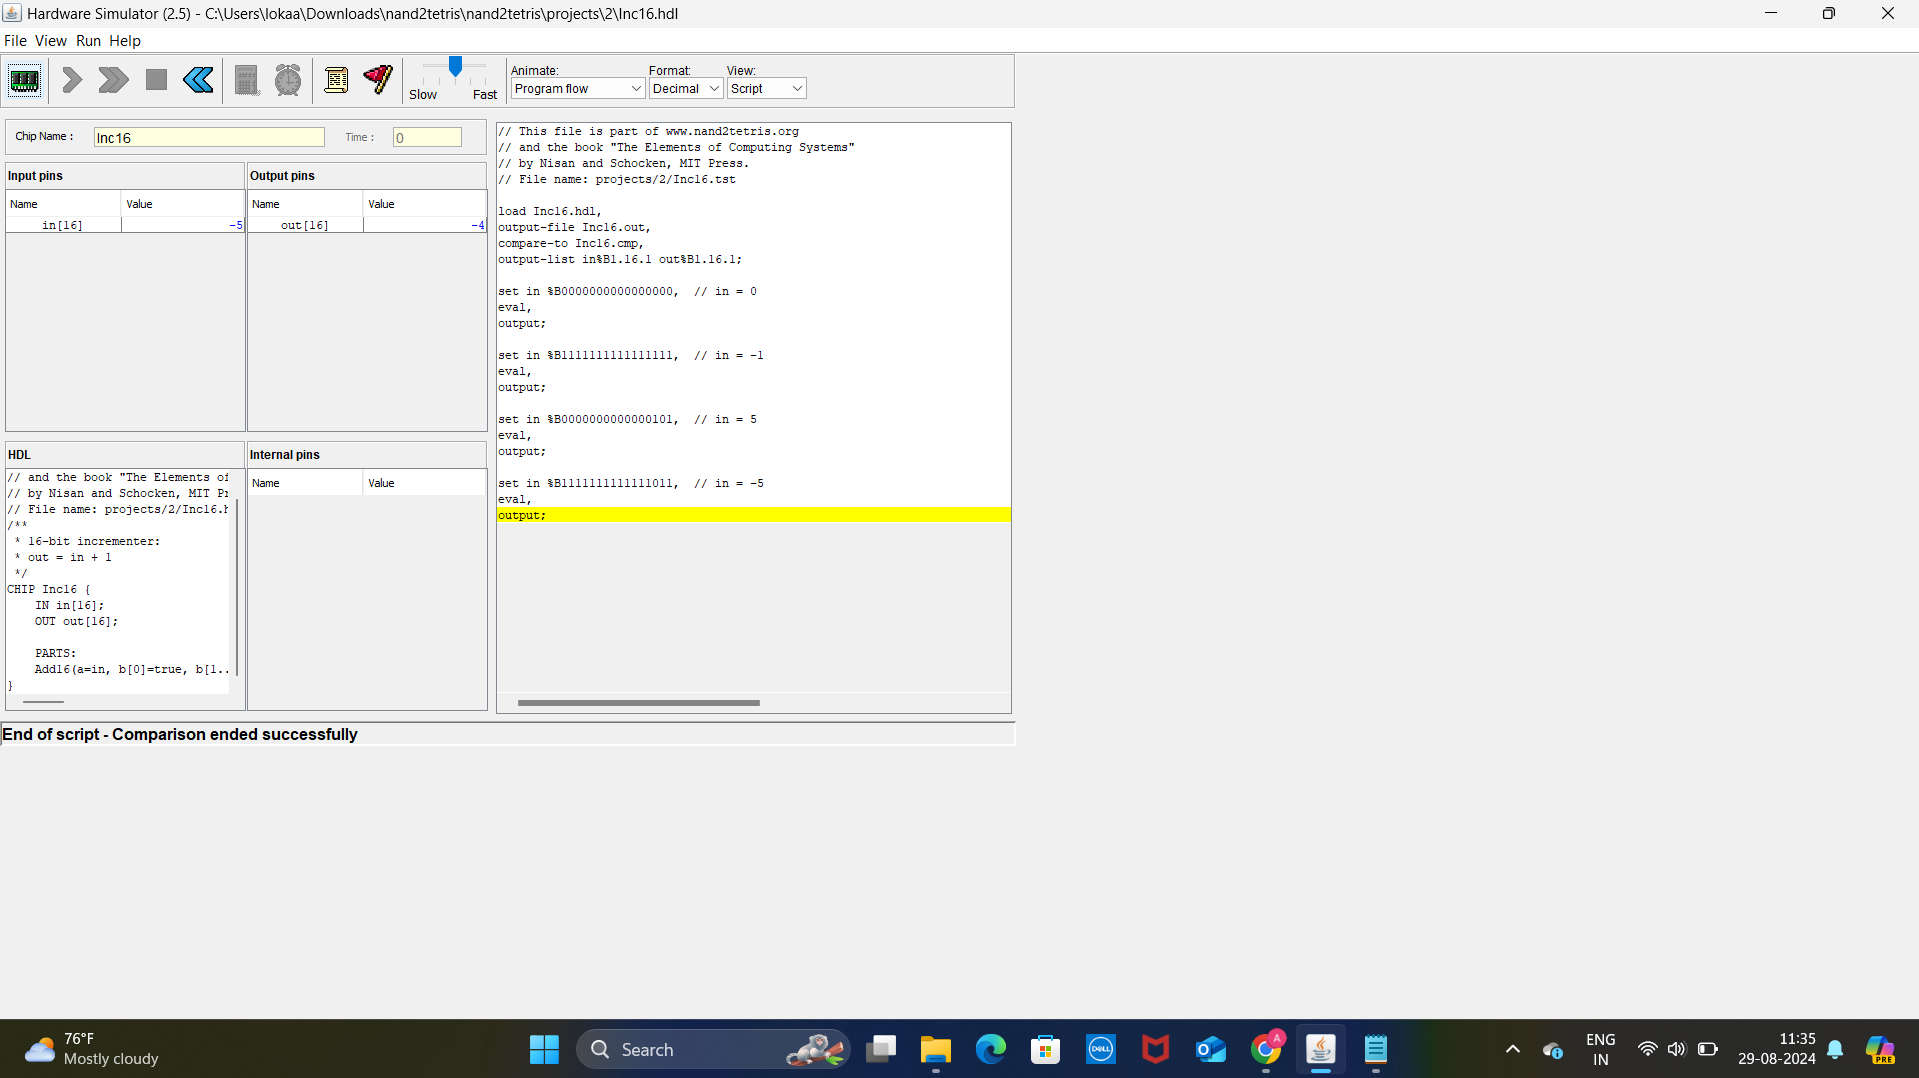 Hardware Simulator (2.5) - C:\Users\lokaa\Downloads\nand2tetris\nand2tetris\projects\2\Inc16.hdl
File View Run Help
Slow Fast
Animate:
Program flow
Format:
Decimal
View:
Script
Chip Name :
Inc16
Time :
0
Input pins
Name Value
in[16] -5
Output pins
Name Value
out[16] -4
HDL
// and the book "The Elements of
// by Nisan and Schocken, MIT Pr
// File name: projects/2/Inc16.h
/**
* 16-bit incrementer:
* out = in + 1
*/
CHIP Inc16 {
IN in[16];
OUT out[16];
PARTS:
Add16(a=in, b[0]=true, b[1..
}
Internal pins
Name Value
// This file is part of www.nand2tetris.org
// and the book "The Elements of Computing Systems"
// by Nisan and Schocken, MIT Press.
// File name: projects/2/Inc16.tst
load Inc16.hdl,
output-file Inc16.out,
compare-to Inc16.cmp,
output-list in%B1.16.1 out%B1.16.1;
set in %B0000000000000000,  // in = 0
eval,
output;
set in %B1111111111111111,  // in = -1
eval,
output;
set in %B0000000000000101,  // in = 5
eval,
output;
set in %B1111111111111011,  // in = -5
eval,
output;
End of script - Comparison ended successfully
76°F
Mostly cloudy
Search
DELL
A
ENG
IN
11:35
29-08-2024
PRE